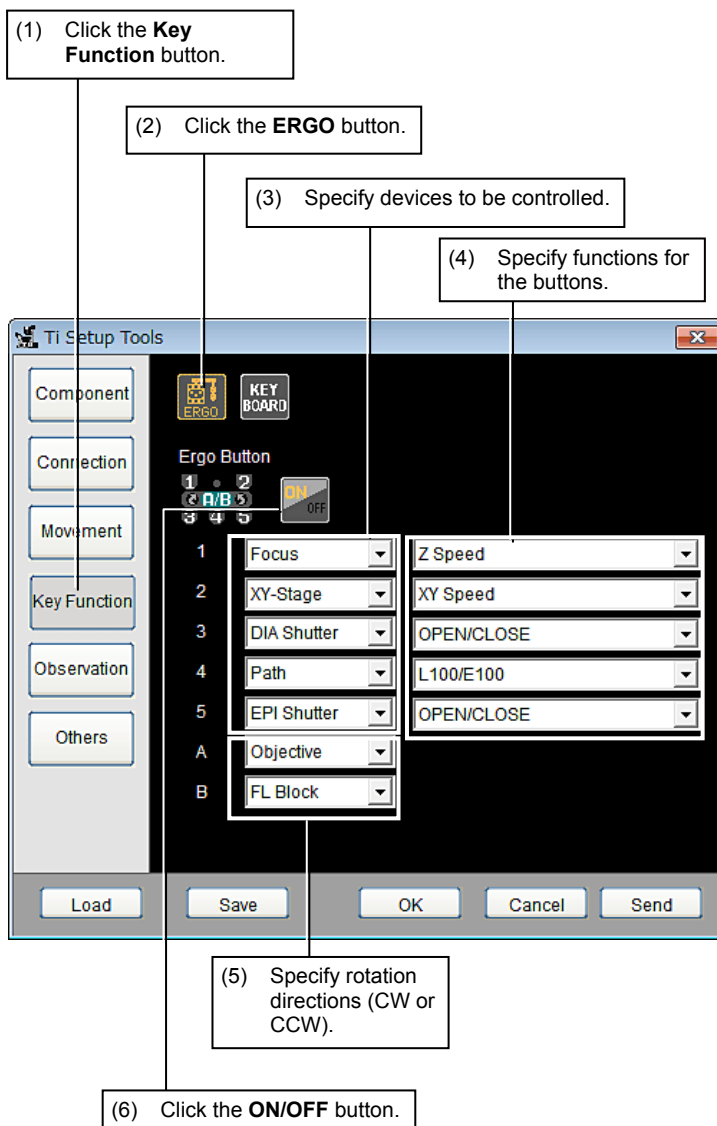 (1) Click the Key
Function button.
(2) Click the ERGO button.
(3) Specify devices to be controlled.
(4) Specify functions for
the buttons.
Ti Setup Tools
Component
Connection
Movement
Key Function
Observation
Others
ERGO
KEY
BOARD
Ergo Button
1 2
A/B
3 4 5
ON
OFF
1 Focus Z Speed
2 XY-Stage XY Speed
3 DIA Shutter OPEN/CLOSE
4 Path L100/E100
5 EPI Shutter OPEN/CLOSE
A Objective
B FL Block
Load Save OK Cancel Send
(5) Specify rotation
directions (CW or
CCW).
(6) Click the ON/OFF button.